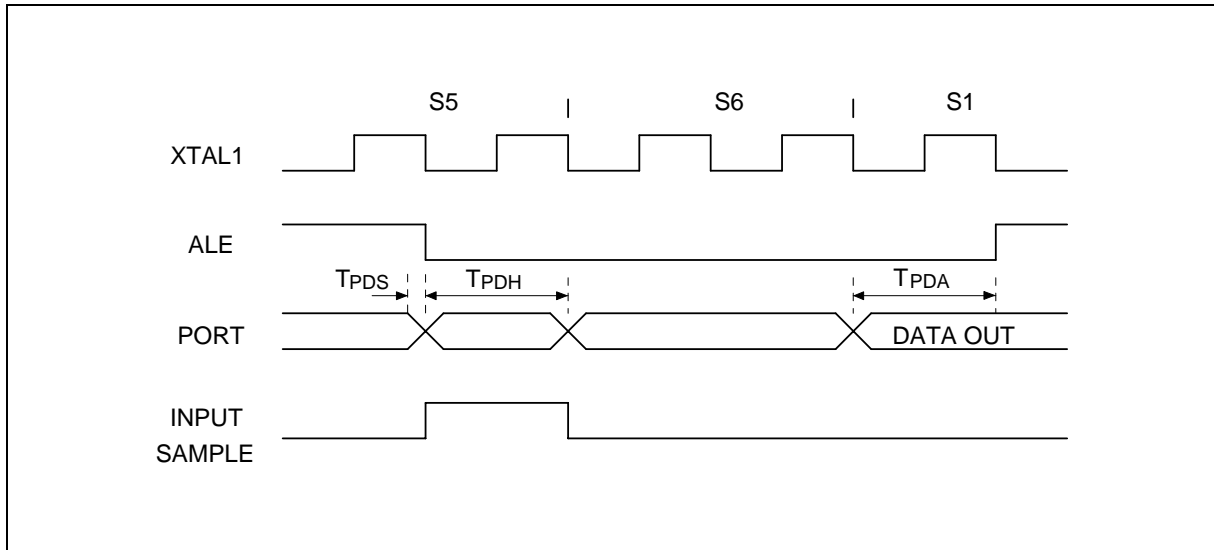 S5 | S6 | S1
XTAL1
ALE
TPDS TPDH TPDA
PORT DATA OUT
INPUT
SAMPLE